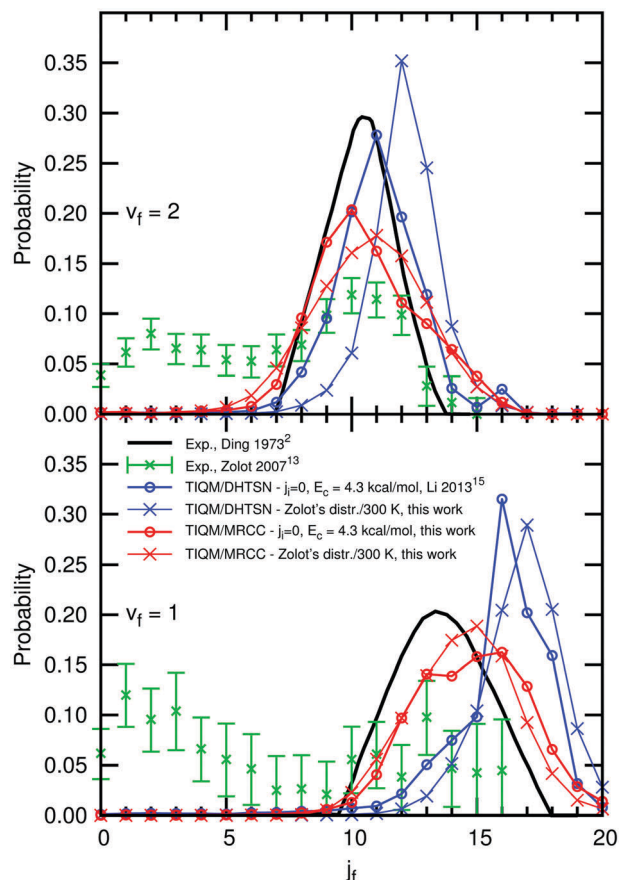 0.35
0.30
0.25
0.20
0.15
0.10
0.05
0.00
Probability
v_f = 2
Exp., Ding 1973²
Exp., Zolot 2007¹³
TIQM/DHTSN - j_i=0, E_c = 4.3 kcal/mol, Li 2013¹⁵
TIQM/DHTSN - Zolot's distr./300 K, this work
TIQM/MRCC - j_i=0, E_c = 4.3 kcal/mol, this work
TIQM/MRCC - Zolot's distr./300 K, this work
0.35
0.30
0.25
0.20
0.15
0.10
0.05
0.00
Probability
v_f = 1
0 5 10 15 20
j_f